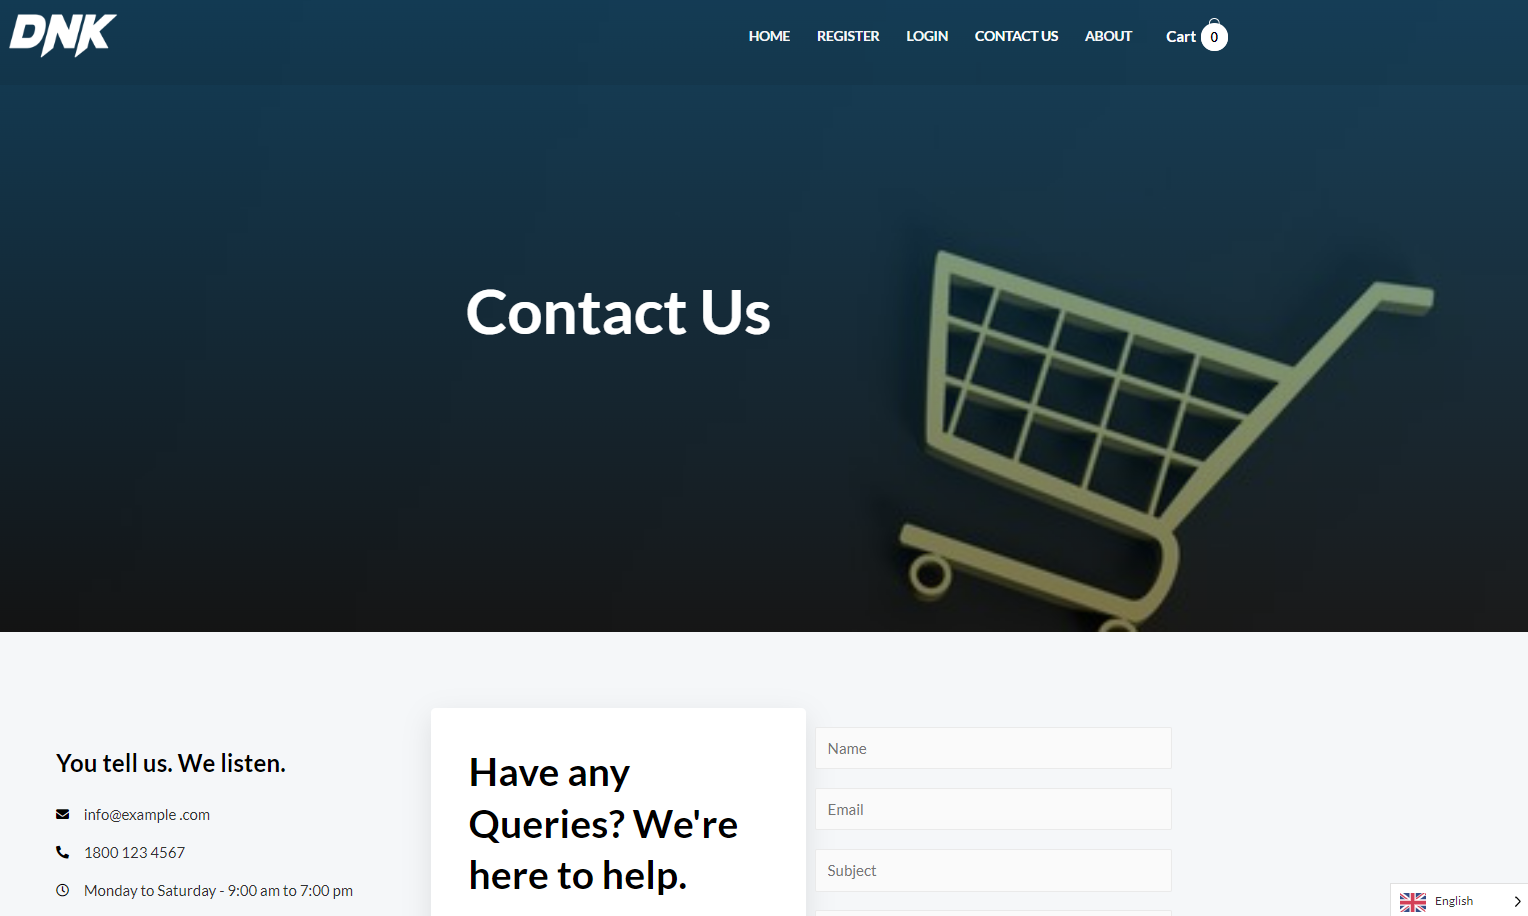 DNK
HOME REGISTER LOGIN CONTACT US ABOUT Cart 0
Contact Us
You tell us. We listen.
info@example .com
1800 123 4567
Monday to Saturday - 9:00 am to 7:00 pm
Have any
Queries? We're
here to help.
Name
Email
Subject
English